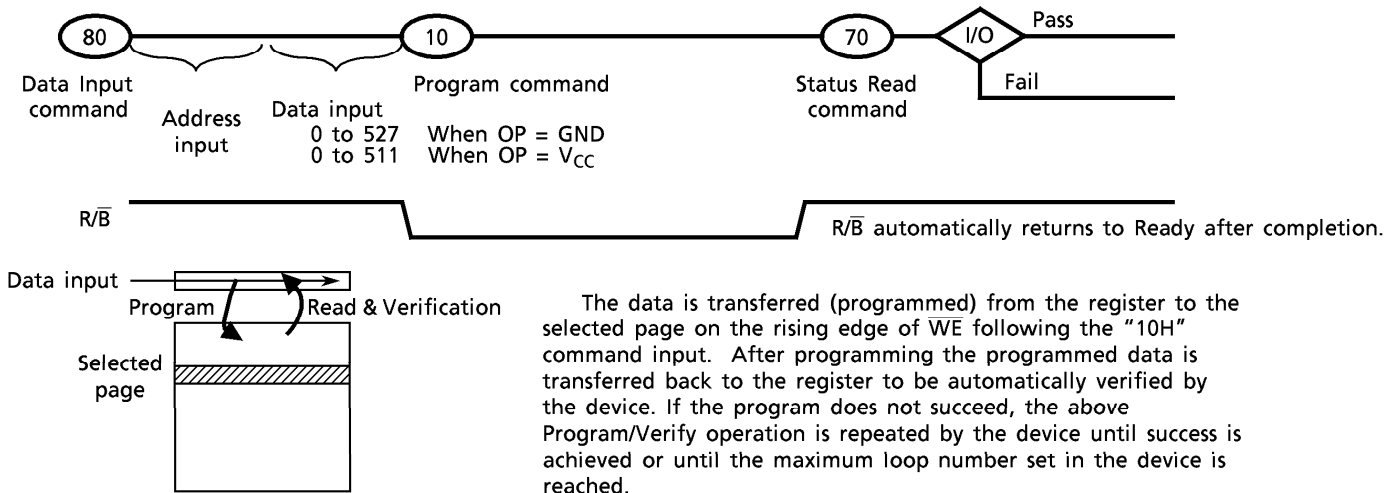 80
10
70
I/O
Pass
Fail
Data Input
command
Address
input
Data input
0 to 527 When OP = GND
0 to 511 When OP = VCC
Program command
Status Read
command
R/B̅
R/B̅ automatically returns to Ready after completion.
Data input
Program
Read & Verification
Selected
page
The data is transferred (programmed) from the register to the
selected page on the rising edge of W̅E̅ following the “10H”
command input. After programming the programmed data is
transferred back to the register to be automatically verified by
the device. If the program does not succeed, the above
Program/Verify operation is repeated by the device until success is
achieved or until the maximum loop number set in the device is
reached.